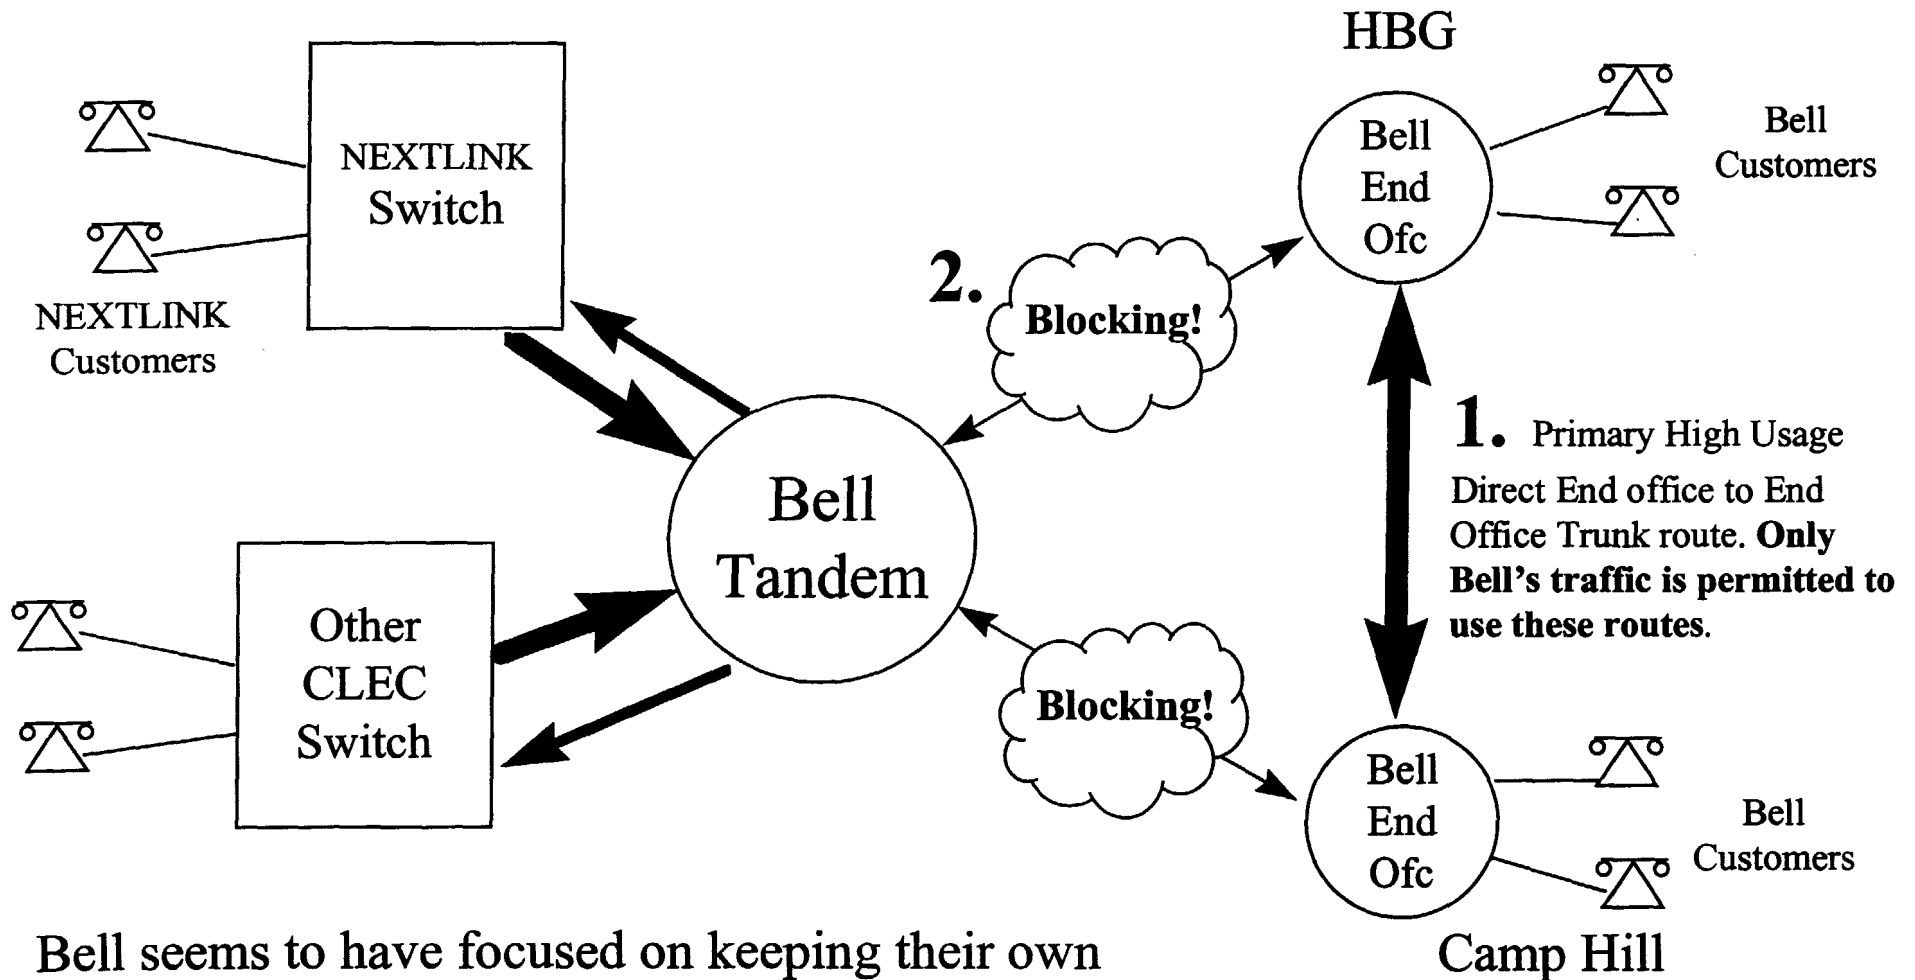 HBG
NEXTLINK
Switch
NEXTLINK
Customers
Bell
End
Ofc
Bell
Customers
2.
Blocking!
1. Primary High Usage
Direct End office to End
Office Trunk route. Only
Bell's traffic is permitted to
use these routes.
Bell
Tandem
Other
CLEC
Switch
Blocking!
Bell
End
Ofc
Bell
Customers
Camp Hill
Bell seems to have focused on keeping their own